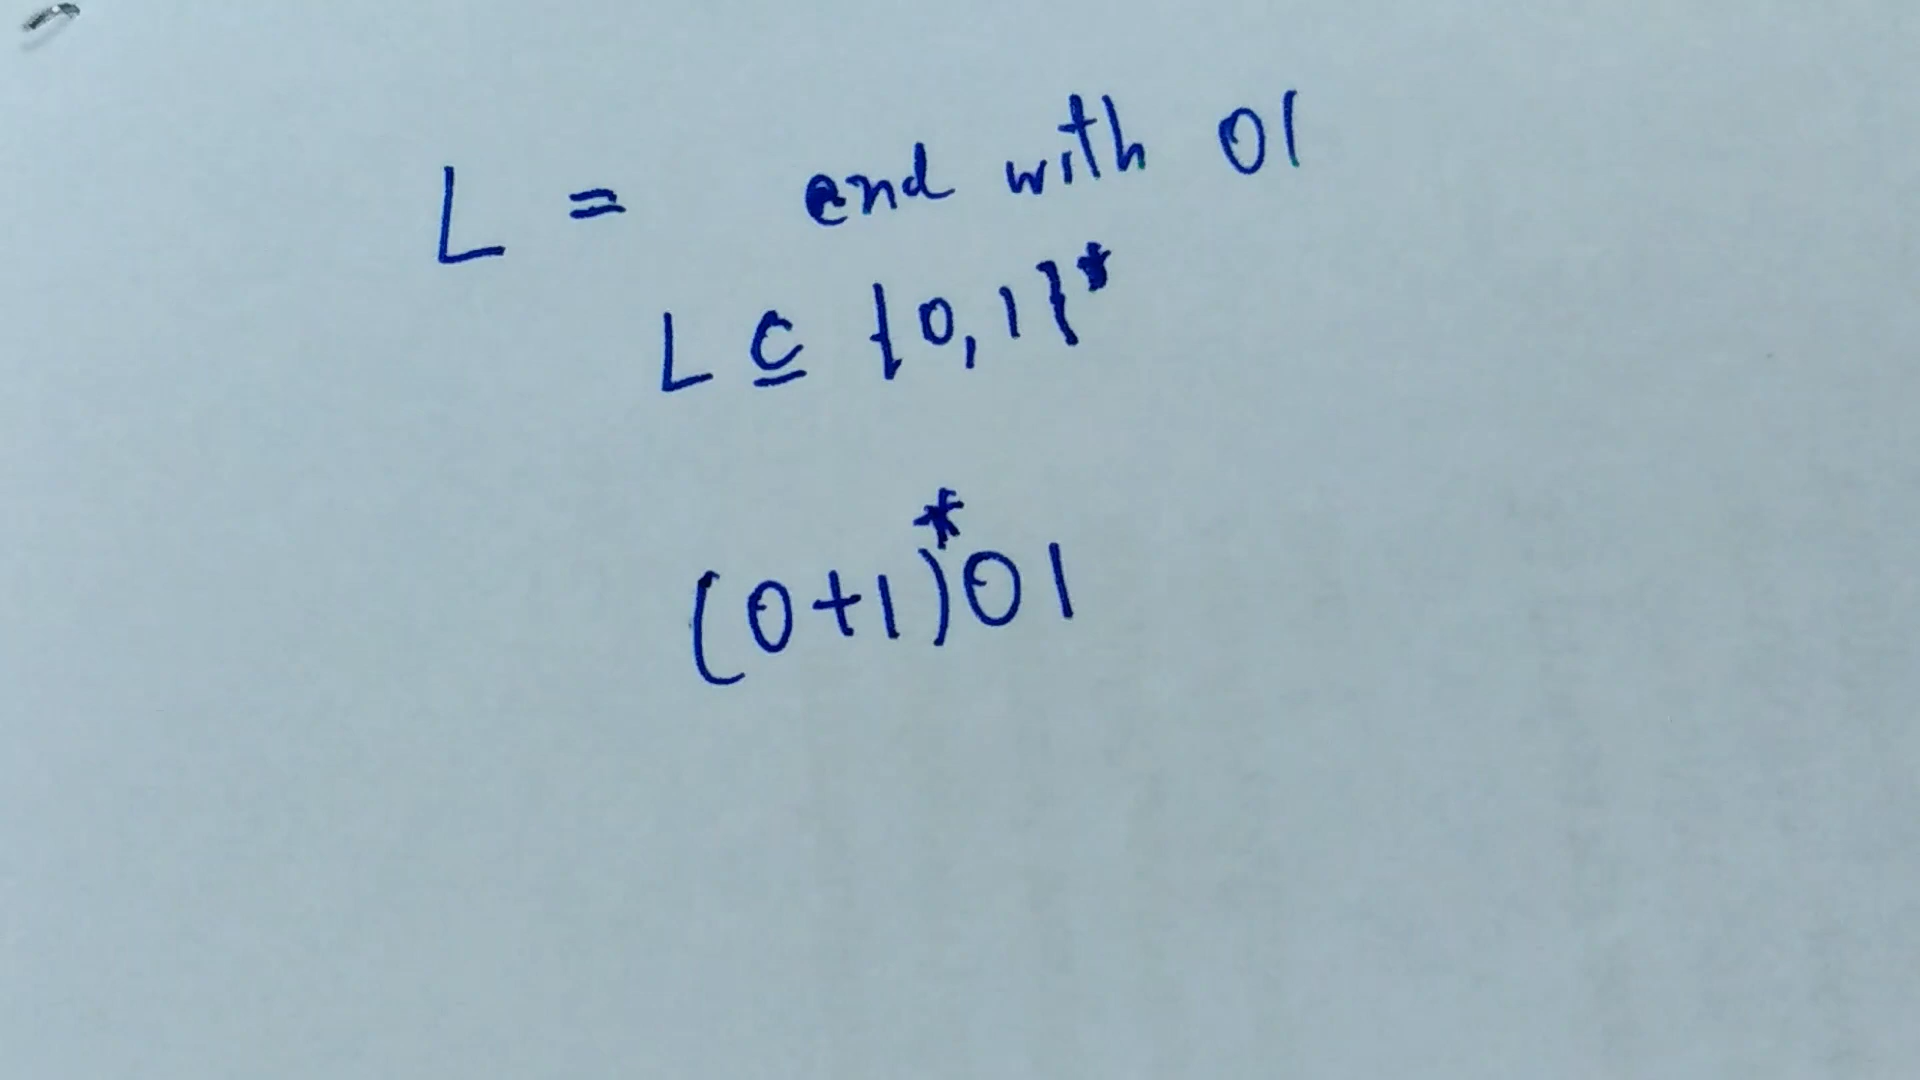 L = end with 01
L ⊆ {0,1}*
(0+1)*01